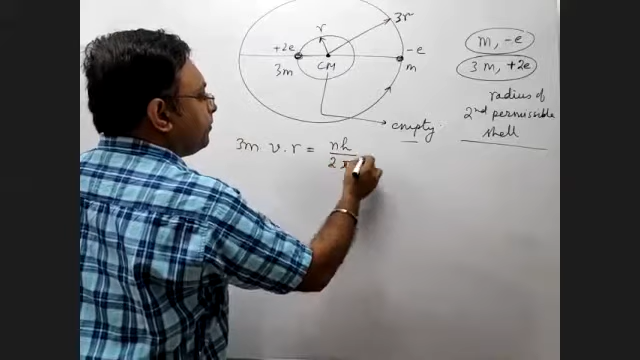 r
3r
+2e
-e
3m
CM
m
empty
m, -e
3m, +2e
radius of
2nd permissible
shell
3m . v . r = nh
2π